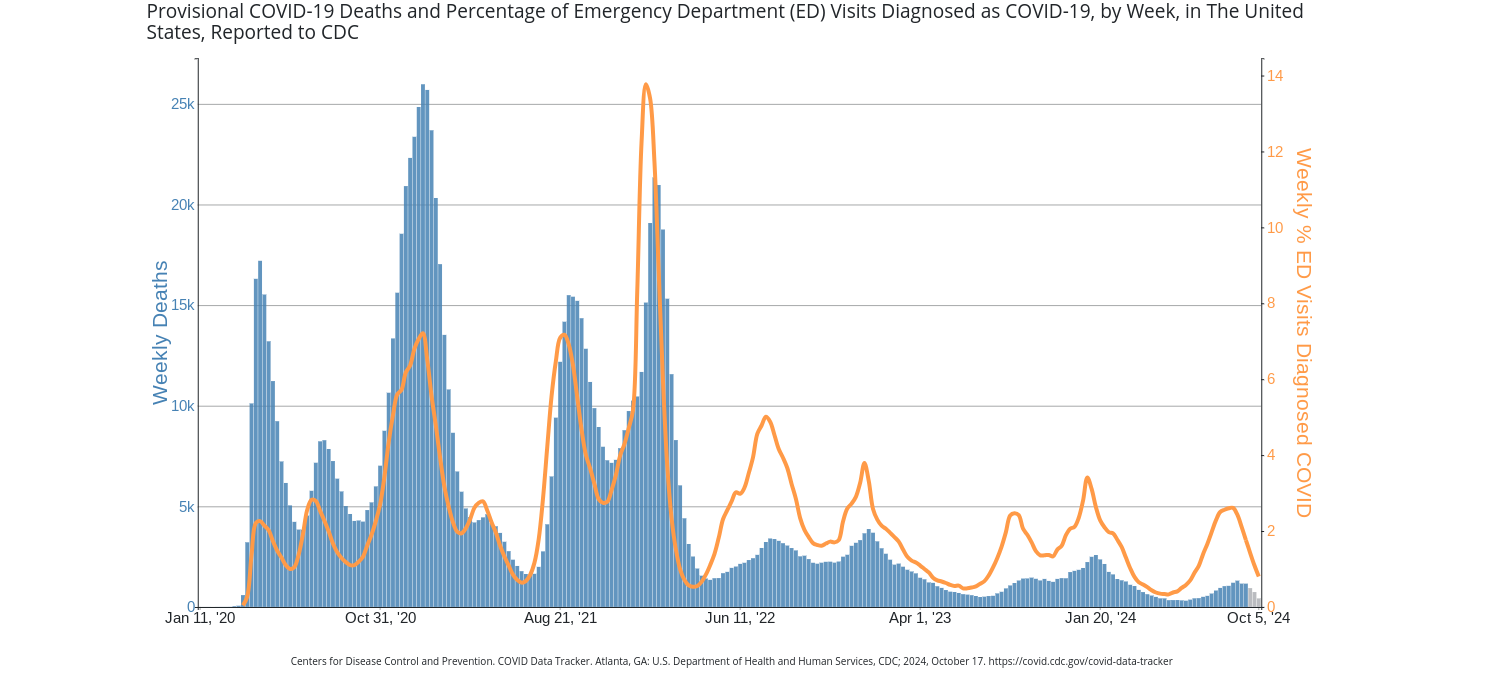 Provisional COVID-19 Deaths and Percentage of Emergency Department (ED) Visits Diagnosed as COVID-19, by Week, in The United
States, Reported to CDC
Weekly Deaths
25k
20k
15k
10k
5k
0
14
12
10
8
6
4
2
0
Weekly % ED Visits Diagnosed COVID
Jan 11, '20
Oct 31, '20
Aug 21, '21
Jun 11, '22
Apr 1, '23
Jan 20, '24
Oct 5, '24
Centers for Disease Control and Prevention. COVID Data Tracker. Atlanta, GA: U.S. Department of Health and Human Services, CDC; 2024, October 17. https://covid.cdc.gov/covid-data-tracker